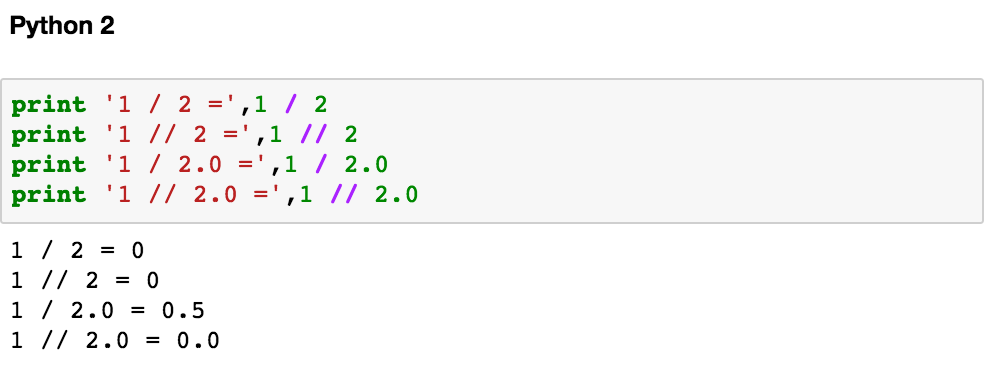 Python 2
print '1 / 2 =',1 / 2
print '1 // 2 =',1 // 2
print '1 / 2.0 =',1 / 2.0
print '1 // 2.0 =',1 // 2.0
1 / 2 = 0
1 // 2 = 0
1 / 2.0 = 0.5
1 // 2.0 = 0.0